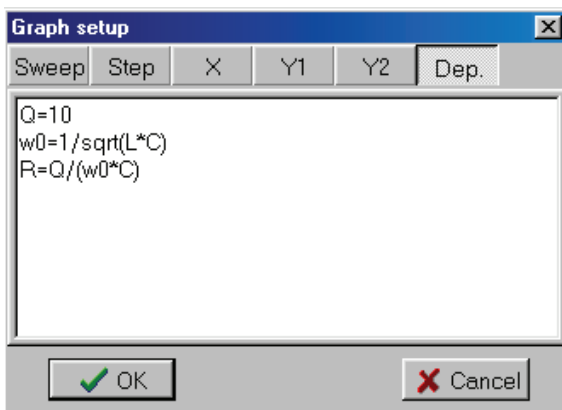 Graph setup
Sweep Step X Y1 Y2 Dep.
Q=10
w0=1/sqrt(L*C)
R=Q/(w0*C)
OK Cancel